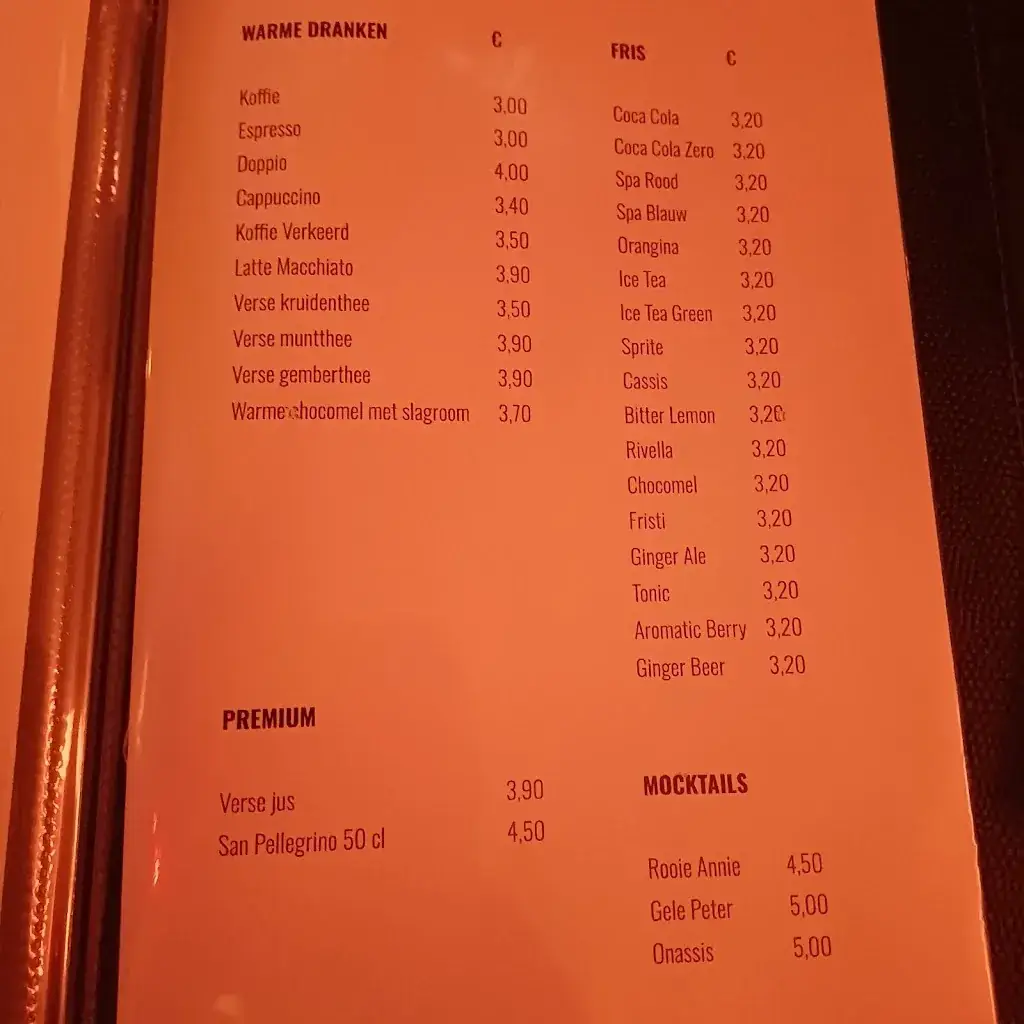 WARME DRANKEN €
Koffie 3,00
Espresso 3,00
Doppio 4,00
Cappuccino 3,40
Koffie Verkeerd 3,50
Latte Macchiato 3,90
Verse kruidenthee 3,50
Verse muntthee 3,90
Verse gemberthee 3,90
Warme chocomel met slagroom 3,70
PREMIUM
Verse jus 3,90
San Pellegrino 50 cl 4,50
FRIS €
Coca Cola 3,20
Coca Cola Zero 3,20
Spa Rood 3,20
Spa Blauw 3,20
Orangina 3,20
Ice Tea 3,20
Ice Tea Green 3,20
Sprite 3,20
Cassis 3,20
Bitter Lemon 3,20
Rivella 3,20
Chocomel 3,20
Fristi 3,20
Ginger Ale 3,20
Tonic 3,20
Aromatic Berry 3,20
Ginger Beer 3,20
MOCKTAILS
Rooie Annie 4,50
Gele Peter 5,00
Onassis 5,00